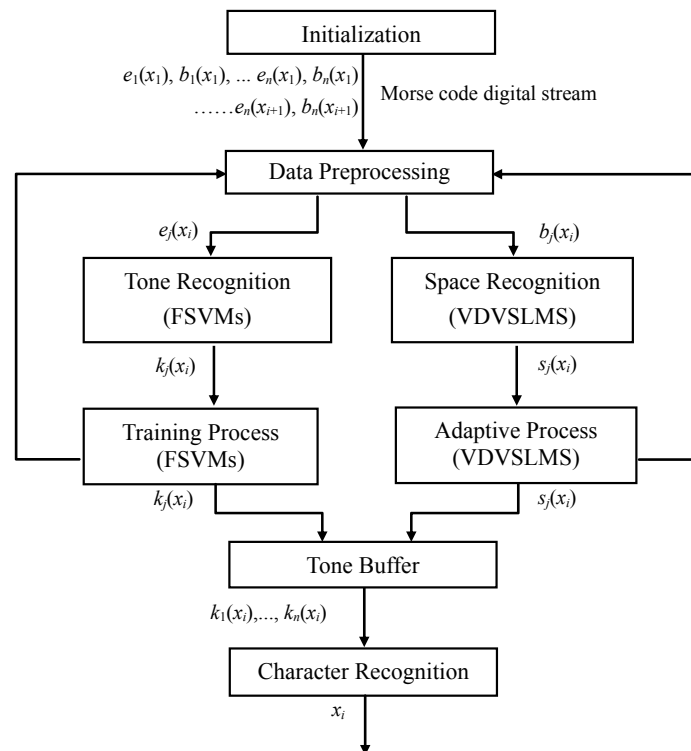 Initialization
e₁(x₁), b₁(x₁), ... eₙ(x₁), bₙ(x₁)
……eₙ(xᵢ₊₁), bₙ(xᵢ₊₁)
Morse code digital stream
Data Preprocessing
eⱼ(xᵢ)
bⱼ(xᵢ)
Tone Recognition
(FSVMs)
Space Recognition
(VDVSLMS)
kⱼ(xᵢ)
sⱼ(xᵢ)
Training Process
(FSVMs)
Adaptive Process
(VDVSLMS)
kⱼ(xᵢ)
sⱼ(xᵢ)
Tone Buffer
k₁(xᵢ),..., kₙ(xᵢ)
Character Recognition
xᵢ